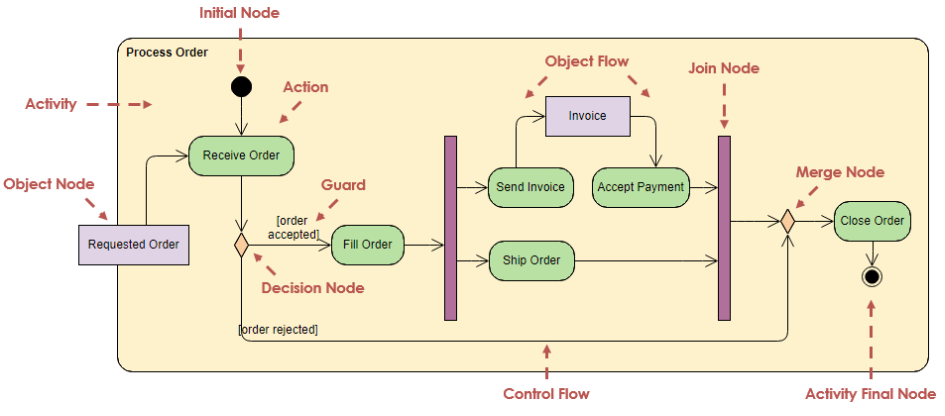 Initial Node
Process Order
Object Flow
Join Node
Action
Activity
Invoice
Receive Order
Object Node
Guard
Send Invoice
Accept Payment
Merge Node
[order
accepted]
Requested Order
Fill Order
Close Order
Ship Order
Decision Node
[order rejected]
Control Flow
Activity Final Node